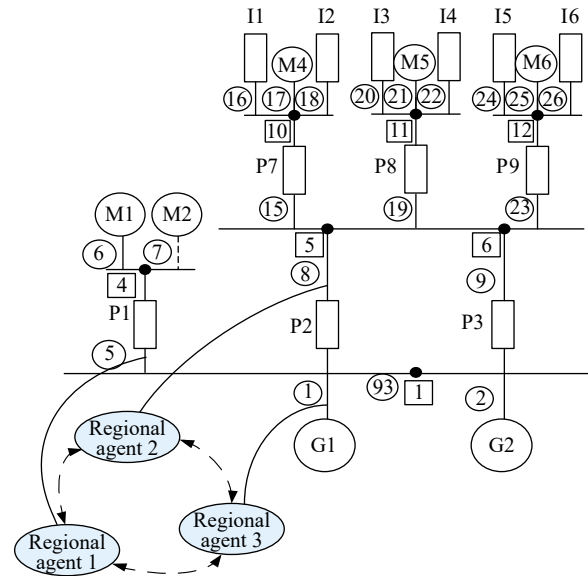 I1 I2 I3 I4 I5 I6
M4 M5 M6
16 17 18 20 21 22 24 25 26
10 11 12
P7 P8 P9
15 19 23
M1 M2
5 6
6 7
8 9
4
P1 P2 P3
5
1 93 1 2
Regional
agent 2
G1 G2
Regional
agent 1
Regional
agent 3